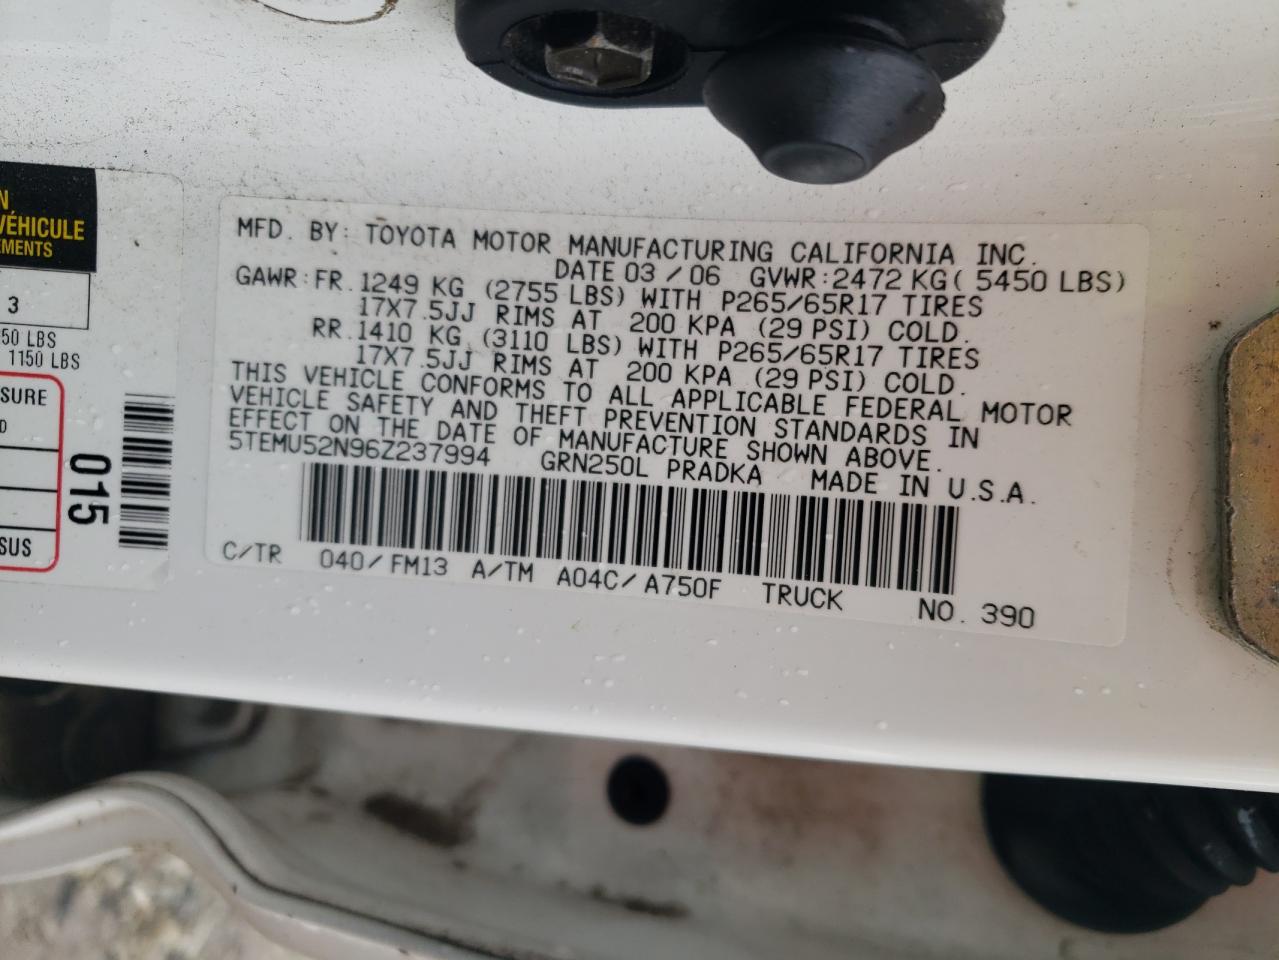 N
VÉHICULE
EMENTS
3
50 LBS
1150 LBS
SURE
D
SUS
015
MFD. BY: TOYOTA MOTOR MANUFACTURING CALIFORNIA INC.
DATE 03 / 06 GVWR: 2472 KG ( 5450 LBS)
GAWR: FR. 1249 KG (2755 LBS) WITH P265/65R17 TIRES
17X7.5JJ RIMS AT 200 KPA (29 PSI) COLD.
RR. 1410 KG (3110 LBS) WITH P265/65R17 TIRES
17X7.5JJ RIMS AT 200 KPA (29 PSI) COLD.
THIS VEHICLE CONFORMS TO ALL APPLICABLE FEDERAL MOTOR
VEHICLE SAFETY AND THEFT PREVENTION STANDARDS IN
EFFECT ON THE DATE OF MANUFACTURE SHOWN ABOVE.
5TEMU52N96Z237994 GRN250L PRADKA MADE IN U.S.A.
C/TR 040/FM13 A/TM A04C/A750F TRUCK NO. 390